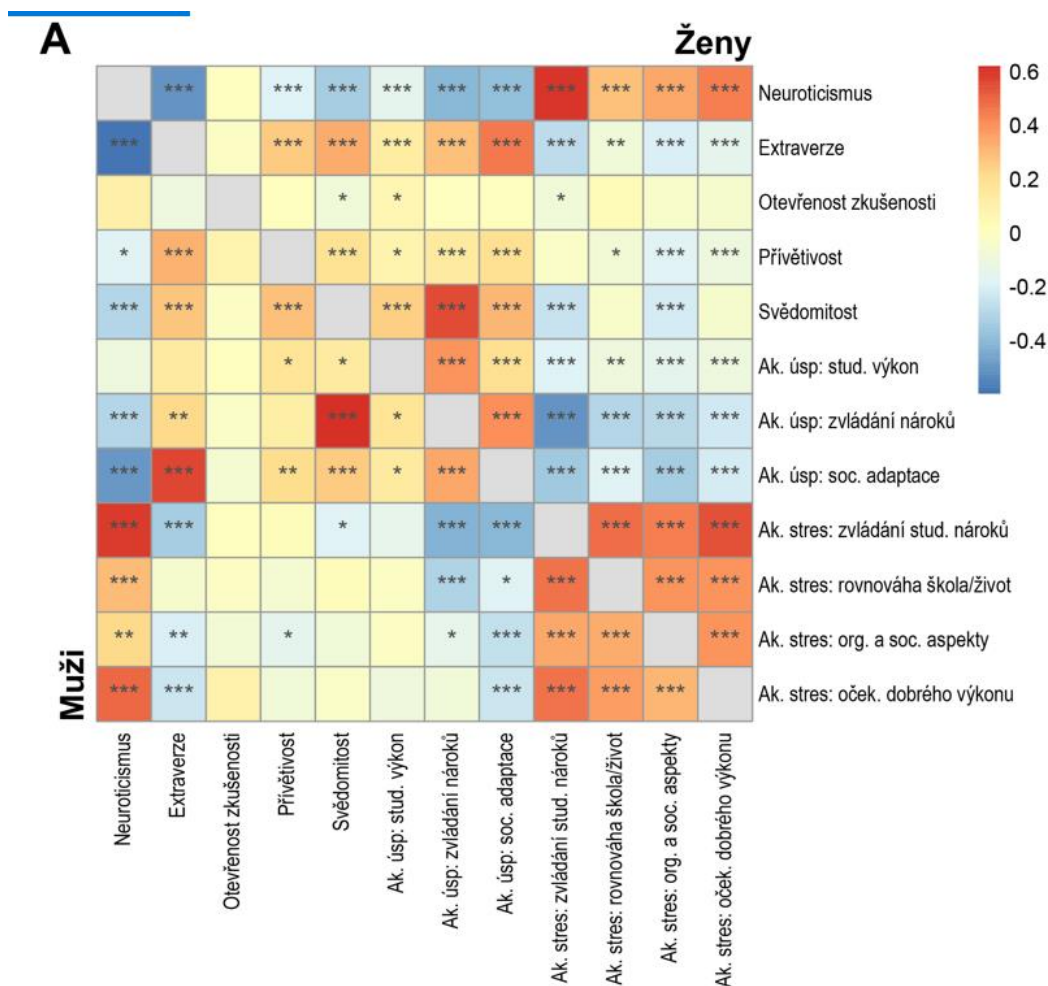 A
Ženy
*** *** *** *** *** *** *** *** *** ***
Neuroticismus
*** *** *** *** *** *** *** ** *** ***
Extraverze
* * *
Otevřenost zkušenosti
* *** *** * *** *** * *** ***
Přívětivost
*** *** *** *** *** *** *** ***
Svědomitost
* * *** *** *** ** *** ***
Ak. úsp: stud. výkon
*** ** *** * *** *** *** *** ***
Ak. úsp: zvládání nároků
*** *** ** *** * *** *** *** *** ***
Ak. úsp: soc. adaptace
*** *** * *** *** *** *** ***
Ak. stres: zvládání stud. nároků
*** *** * *** *** ***
Ak. stres: rovnováha škola/život
** ** * * *** *** *** ***
Ak. stres: org. a soc. aspekty
*** *** *** *** *** ***
Ak. stres: oček. dobrého výkonu
0.6
0.4
0.2
0
-0.2
-0.4
Muži
Neuroticismus
Extraverze
Otevřenost zkušenosti
Přívětivost
Svědomitost
Ak. úsp: stud. výkon
Ak. úsp: zvládání nároků
Ak. úsp: soc. adaptace
Ak. stres: zvládání stud. nároků
Ak. stres: rovnováha škola/život
Ak. stres: org. a soc. aspekty
Ak. stres: oček. dobrého výkonu